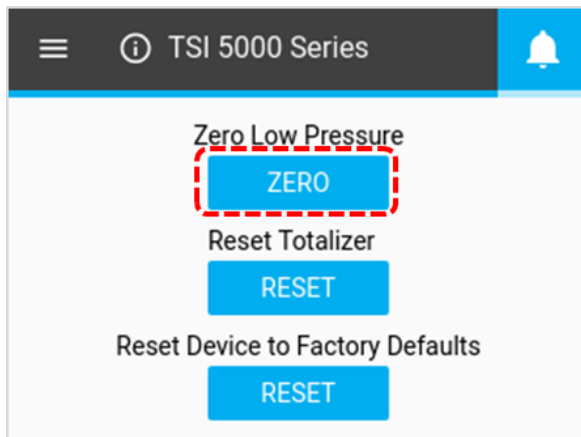 TSI 5000 Series
Zero Low Pressure
ZERO
Reset Totalizer
RESET
Reset Device to Factory Defaults
RESET